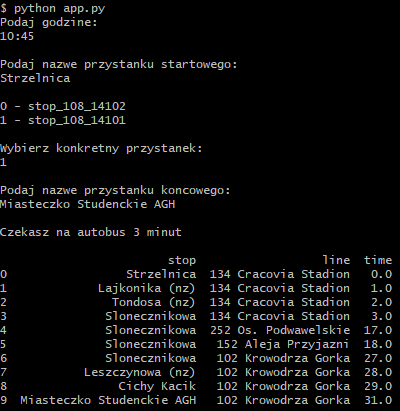 $ python app.py
Podaj godzine:
10:45
Podaj nazwe przystanku startowego:
Strzelnica
0 - stop_108_14102
1 - stop_108_14101
Wybierz konkretny przystanek:
1
Podaj nazwe przystanku koncowego:
Miasteczko Studenckie AGH
Czekasz na autobus 3 minut
stop line time
0 Strzelnica 134 Cracovia Stadion 0.0
1 Lajkonika (nz) 134 Cracovia Stadion 1.0
2 Tondosa (nz) 134 Cracovia Stadion 2.0
3 Slonecznikowa 134 Cracovia Stadion 3.0
4 Slonecznikowa 252 Os. Podwawelskie 17.0
5 Slonecznikowa 152 Aleja Przyjazni 18.0
6 Slonecznikowa 102 Krowodrza Gorka 27.0
7 Leszczynowa (nz) 102 Krowodrza Gorka 28.0
8 Cichy Kacik 102 Krowodrza Gorka 29.0
9 Miasteczko Studenckie AGH 102 Krowodrza Gorka 31.0